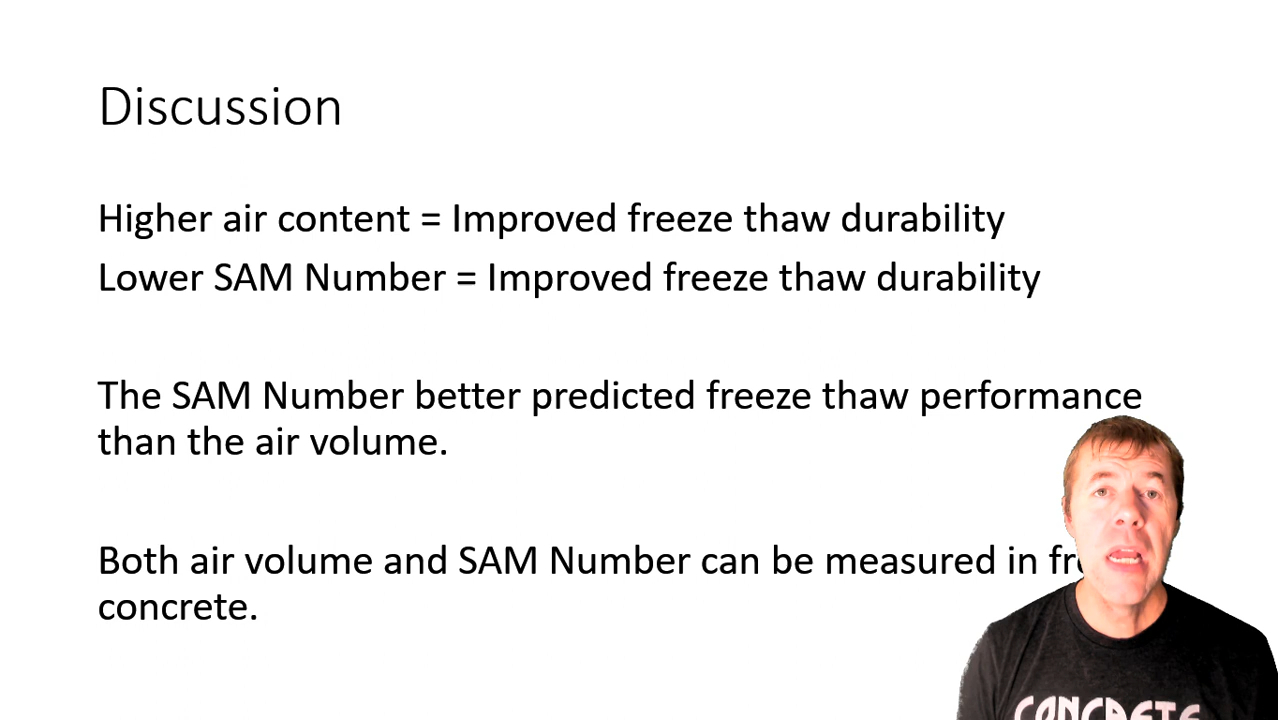 Discussion
Higher air content = Improved freeze thaw durability
Lower SAM Number = Improved freeze thaw durability
The SAM Number better predicted freeze thaw performance
than the air volume.
Both air volume and SAM Number can be measured in
concrete.
CONCRETE